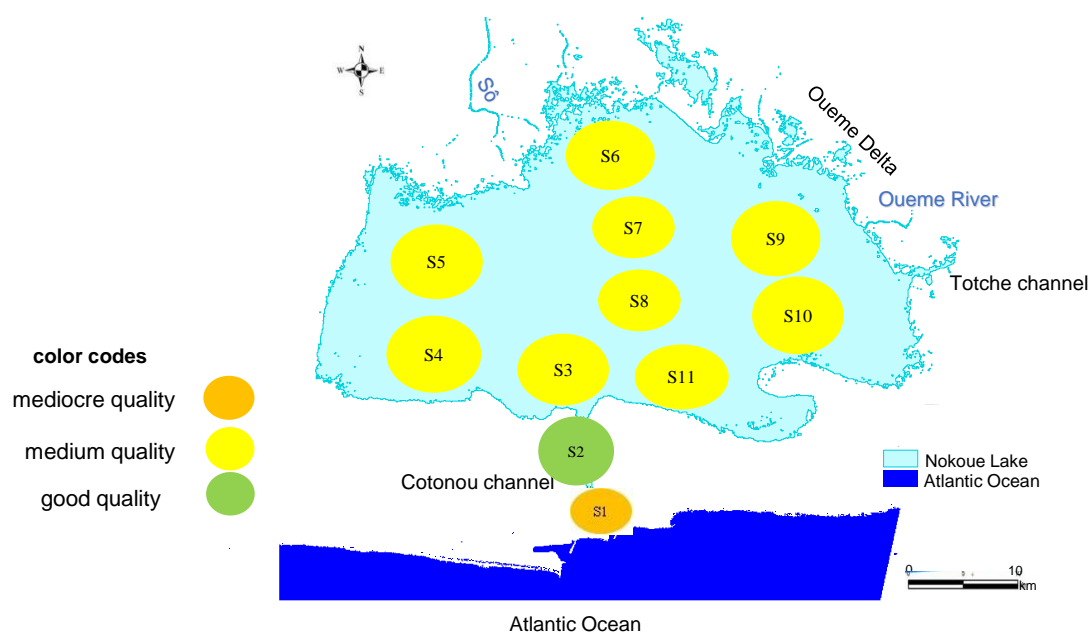 N
W E
S
Sô
Oueme Delta
S6
Oueme River
S7
S9
S5
Totche channel
S8
S10
color codes
S4
S3
S11
mediocre quality
medium quality
S2
Nokoue Lake
good quality
Cotonou channel
Atlantic Ocean
S1
0 5 10
km
Atlantic Ocean